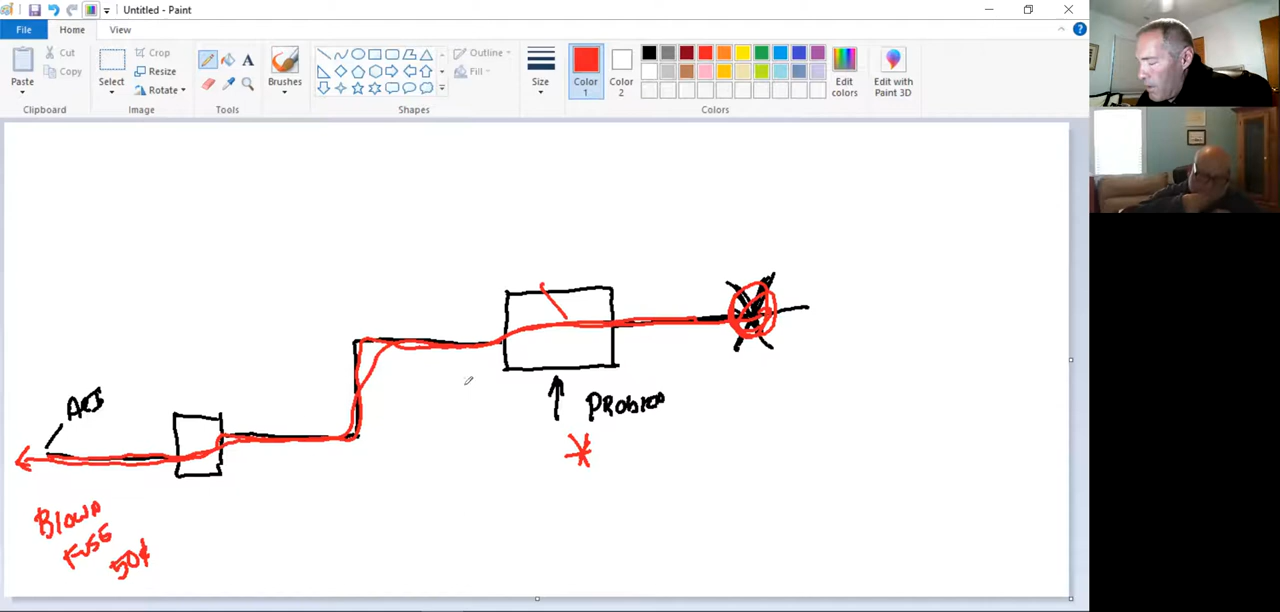 Untitled - Paint
File
Home
View
Paste
Cut
Copy
Clipboard
Select
Crop
Resize
Rotate
Image
A
Tools
Brushes
Shapes
Outline
Fill
Size
Color
1
Color
2
Edit
colors
Colors
Edit with
Paint 3D
PROBLEM
BLOWN
FUSE
50¢